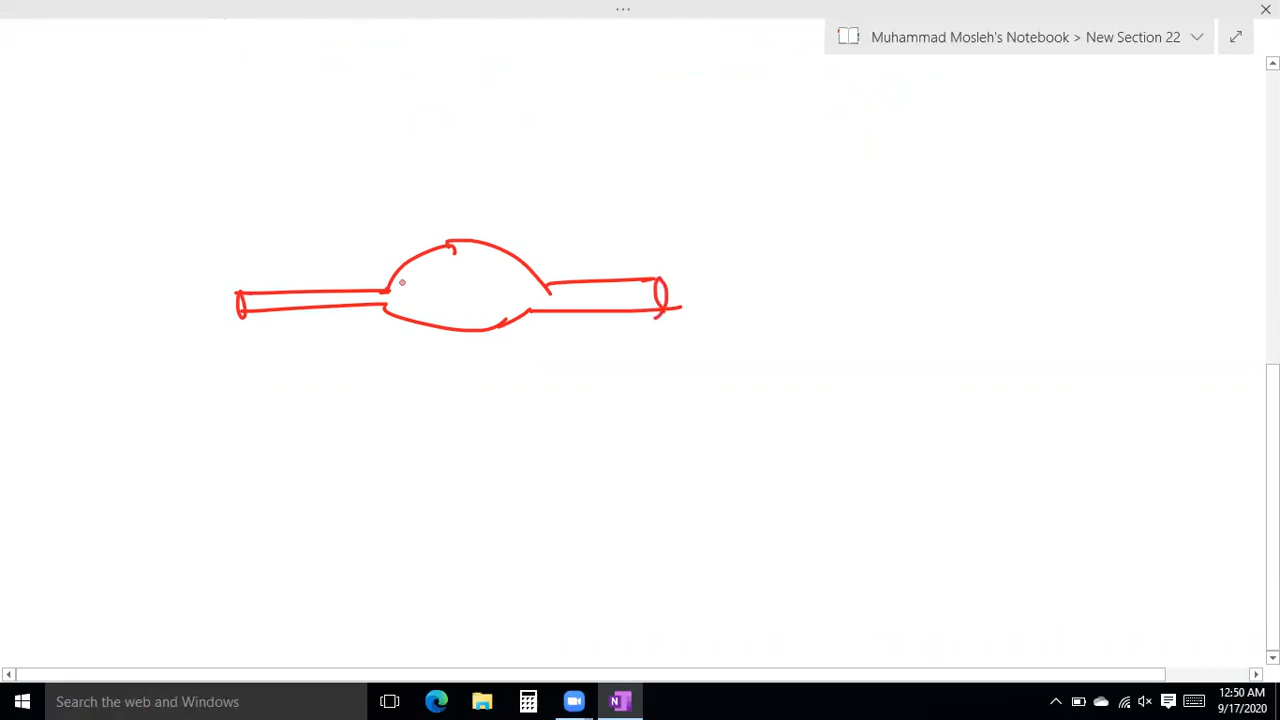 Muhammad Mosleh's Notebook > New Section 22
Search the web and Windows
12:50 AM
9/17/2020